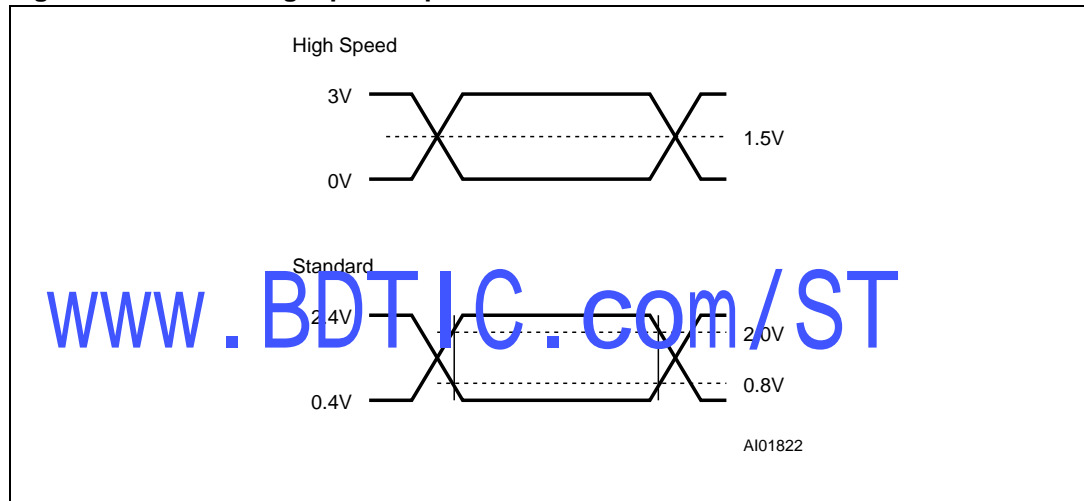 High Speed
3V
1.5V
0V
Standard
www.BDTIC.com/ST
2.4V
2.0V
0.8V
0.4V
AI01822